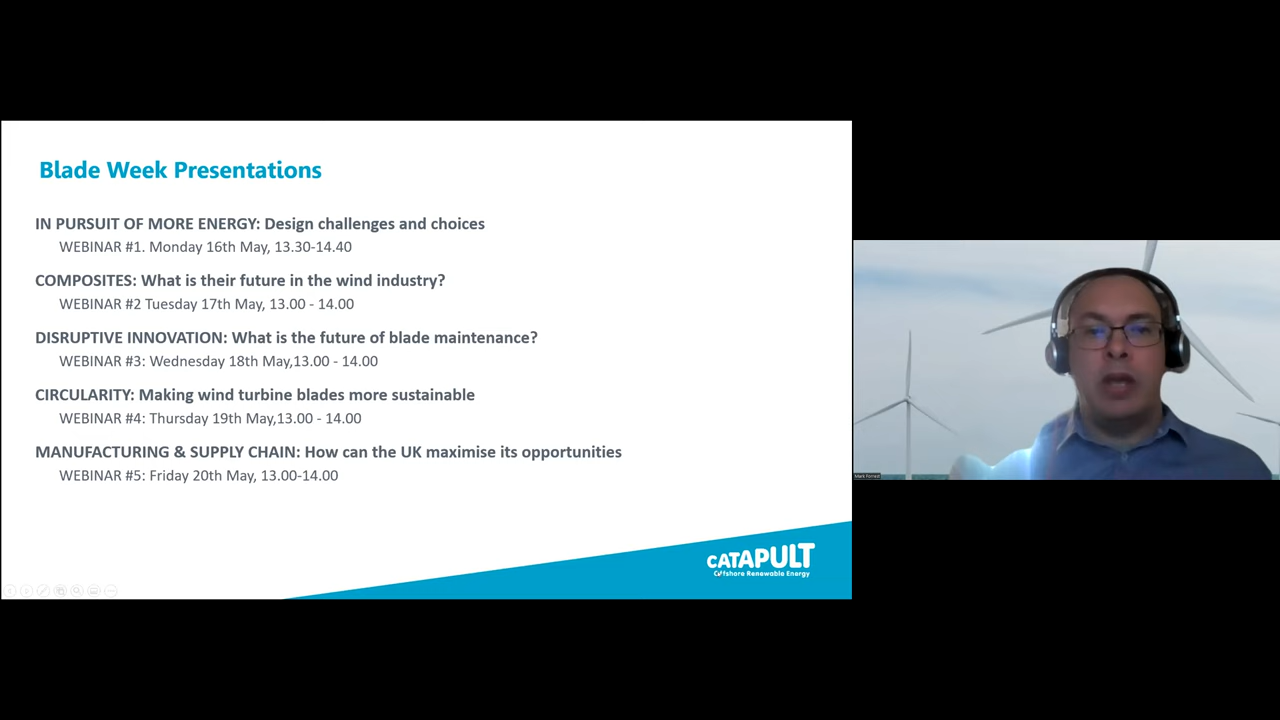 Blade Week Presentations
IN PURSUIT OF MORE ENERGY: Design challenges and choices
WEBINAR #1. Monday 16th May, 13.30-14.40
COMPOSITES: What is their future in the wind industry?
WEBINAR #2 Tuesday 17th May, 13.00 - 14.00
DISRUPTIVE INNOVATION: What is the future of blade maintenance?
WEBINAR #3: Wednesday 18th May,13.00 - 14.00
CIRCULARITY: Making wind turbine blades more sustainable
WEBINAR #4: Thursday 19th May,13.00 - 14.00
MANUFACTURING & SUPPLY CHAIN: How can the UK maximise its opportunities
WEBINAR #5: Friday 20th May, 13.00-14.00
CATAPULT
Offshore Renewable Energy
Mark Forrest